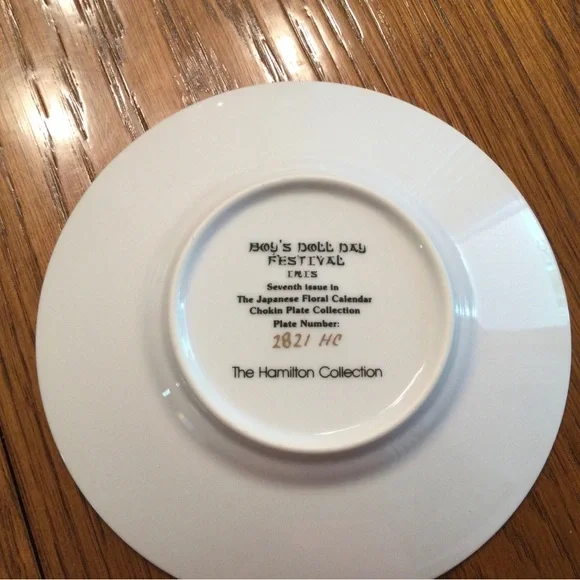 BOY'S DOLL DAY
FESTIVAL
IRIS
Seventh issue in
The Japanese Floral Calendar
Chokin Plate Collection
Plate Number:
2821 HC
The Hamilton Collection